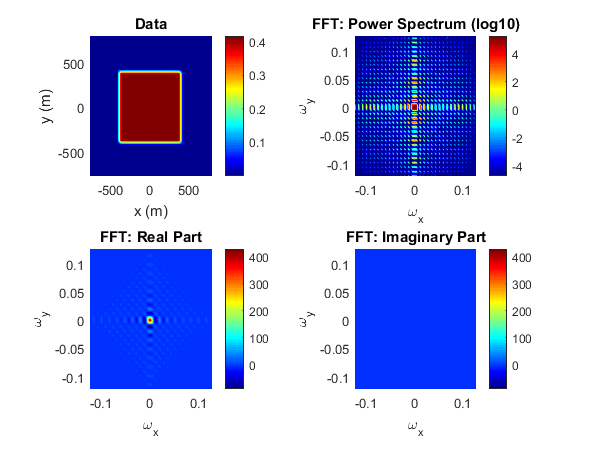 Data
y (m)
500
0
-500
-500 0 500
x (m)
0.4
0.3
0.2
0.1
FFT: Power Spectrum (log10)
ω_y
0.1
0.05
0
-0.05
-0.1
-0.1 0 0.1
ω_x
4
2
0
-2
-4
FFT: Real Part
ω_y
0.1
0.05
0
-0.05
-0.1
-0.1 0 0.1
ω_x
400
300
200
100
0
FFT: Imaginary Part
ω_y
0.1
0.05
0
-0.05
-0.1
-0.1 0 0.1
ω_x
400
300
200
100
0